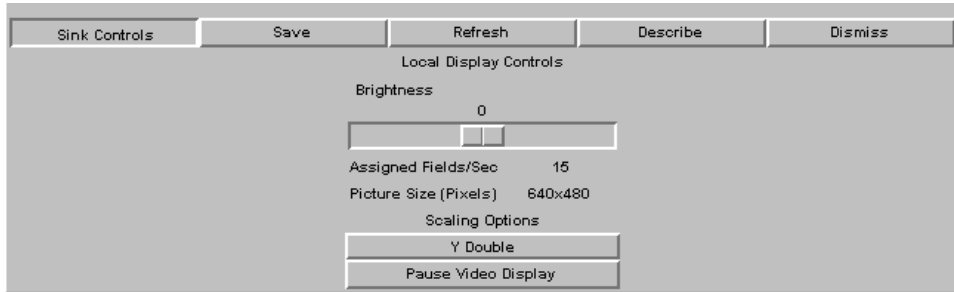 Sink Controls Save Refresh Describe Dismiss
Local Display Controls
Brightness
0
Assigned Fields/Sec 15
Picture Size (Pixels) 640x480
Scaling Options
Y Double
Pause Video Display